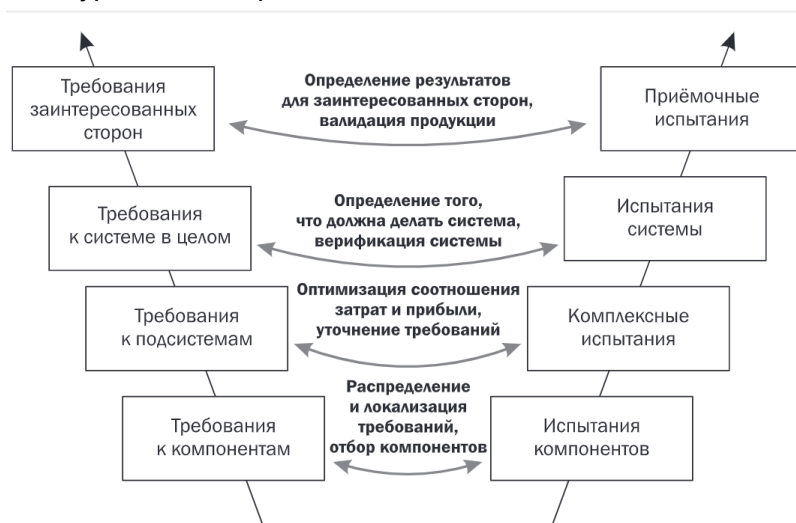 Требования
заинтересованных
сторон
Определение результатов
для заинтересованных сторон,
валидация продукции
Приёмочные
испытания
Требования
к системе в целом
Определение того,
что должна делать система,
верификация системы
Испытания
системы
Требования
к подсистемам
Оптимизация соотношения
затрат и прибыли,
уточнение требований
Комплексные
испытания
Требования
к компонентам
Распределение
и локализация
требований,
отбор компонентов
Испытания
компонентов